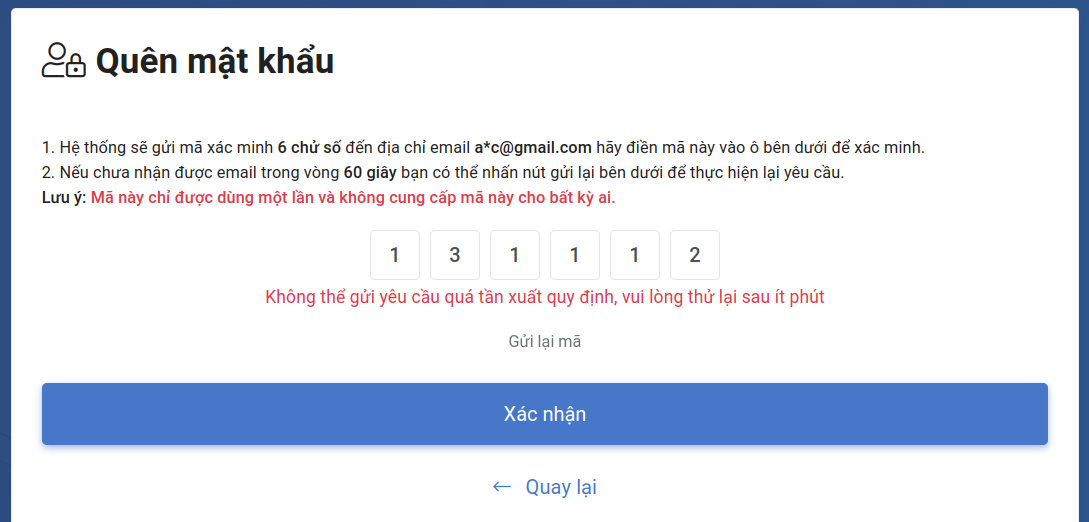 Quên mật khẩu
1. Hệ thống sẽ gửi mã xác minh 6 chử số đến địa chỉ email a*c@gmail.com hãy điền mã này vào ô bên dưới để xác minh.
2. Nếu chưa nhận được email trong vòng 60 giây bạn có thể nhấn nút gửi lại bên dưới để thực hiện lại yêu cầu.
Lưu ý: Mã này chỉ được dùng một lần và không cung cấp mã này cho bất kỳ ai.
1 3 1 1 1 2
Không thể gửi yêu cầu quá tần xuất quy định, vui lòng thử lại sau ít phút
Gửi lại mã
Xác nhận
← Quay lại